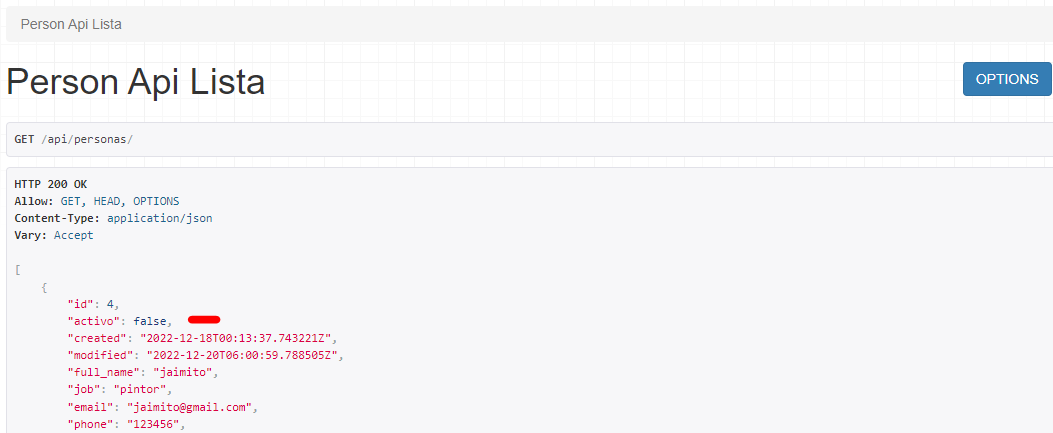 Person Api Lista
Person Api Lista
OPTIONS
GET /api/personas/
HTTP 200 OK
Allow: GET, HEAD, OPTIONS
Content-Type: application/json
Vary: Accept
[
{
"id": 4,
"activo": false,
"created": "2022-12-18T00:13:37.743221Z",
"modified": "2022-12-20T06:00:59.788505Z",
"full_name": "jaimito",
"job": "pintor",
"email": "jaimito@gmail.com",
"phone": "123456",